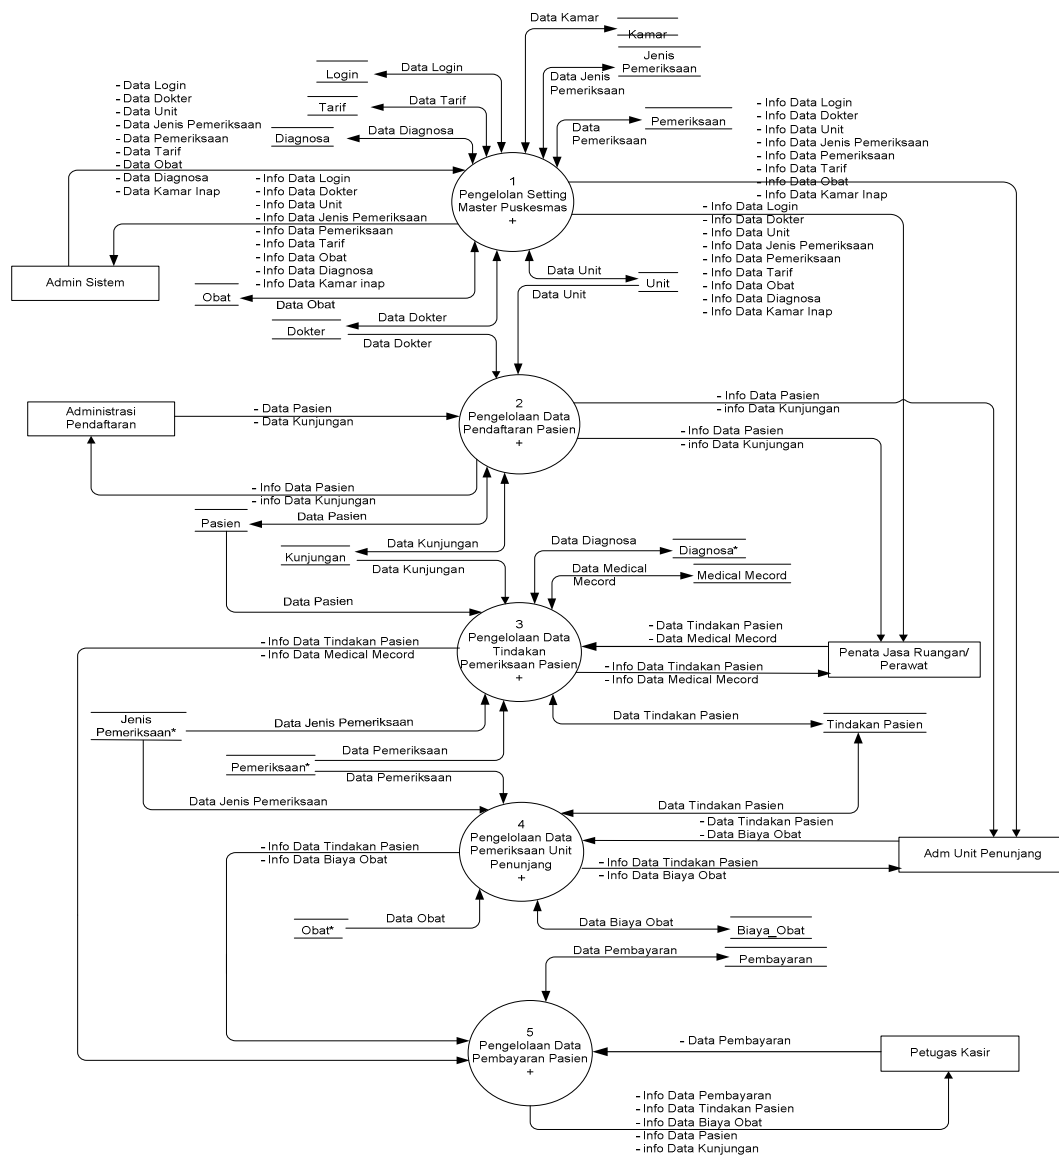 Data Kamar
Kamar
Jenis
Pemeriksaan
Data Login
Login
Data Jenis
Pemeriksaan
Data Tarif
Tarif
Data Diagnosa
Diagnosa
Data
Pemeriksaan
Pemeriksaan
- Data Login
- Data Dokter
- Data Unit
- Data Jenis Pemeriksaan
- Data Pemeriksaan
- Data Tarif
- Data Obat
- Data Diagnosa
- Data Kamar Inap
- Info Data Login
- Info Data Dokter
- Info Data Unit
- Info Data Jenis Pemeriksaan
- Info Data Pemeriksaan
- Info Data Tarif
- Info Data Obat
- Info Data Kamar Inap
1
Pengelolan Setting
Master Puskesmas
+
- Info Data Login
- Info Data Dokter
- Info Data Unit
- Info Data Jenis Pemeriksaan
- Info Data Pemeriksaan
- Info Data Tarif
- Info Data Obat
- Info Data Diagnosa
- Info Data Kamar inap
- Info Data Login
- Info Data Dokter
- Info Data Unit
- Info Data Jenis Pemeriksaan
- Info Data Pemeriksaan
- Info Data Tarif
- Info Data Obat
- Info Data Diagnosa
- Info Data Kamar Inap
Admin Sistem
Data Unit
Unit
Data Unit
Obat
Data Obat
Data Dokter
Dokter
Data Dokter
Administrasi
Pendaftaran
- Data Pasien
- Data Kunjungan
2
Pengelolaan Data
Pendaftaran Pasien
+
- Info Data Pasien
- info Data Kunjungan
- Info Data Pasien
- info Data Kunjungan
- Info Data Pasien
- info Data Kunjungan
Pasien
Data Pasien
Kunjungan
Data Kunjungan
Data Kunjungan
Data Diagnosa
Diagnosa*
Data Medical
Mecord
Medical Mecord
Data Pasien
- Info Data Tindakan Pasien
- Info Data Medical Mecord
3
Pengelolaan Data
Tindakan
Pemeriksaan Pasien
+
- Data Tindakan Pasien
- Data Medical Mecord
- Info Data Tindakan Pasien
- Info Data Medical Mecord
Penata Jasa Ruangan/
Perawat
Jenis
Pemeriksaan*
Data Jenis Pemeriksaan
Data Tindakan Pasien
Tindakan Pasien
Data Pemeriksaan
Pemeriksaan*
Data Pemeriksaan
Data Jenis Pemeriksaan
Data Tindakan Pasien
- Info Data Tindakan Pasien
- Info Data Biaya Obat
4
Pengelolaan Data
Pemeriksaan Unit
Penunjang
+
- Data Tindakan Pasien
- Data Biaya Obat
- Info Data Tindakan Pasien
- Info Data Biaya Obat
Adm Unit Penunjang
Data Obat
Obat*
Data Biaya Obat
Biaya_Obat
Data Pembayaran
Pembayaran
5
Pengelolaan Data
Pembayaran Pasien
+
- Data Pembayaran
Petugas Kasir
- Info Data Pembayaran
- Info Data Tindakan Pasien
- Info Data Biaya Obat
- Info Data Pasien
- info Data Kunjungan